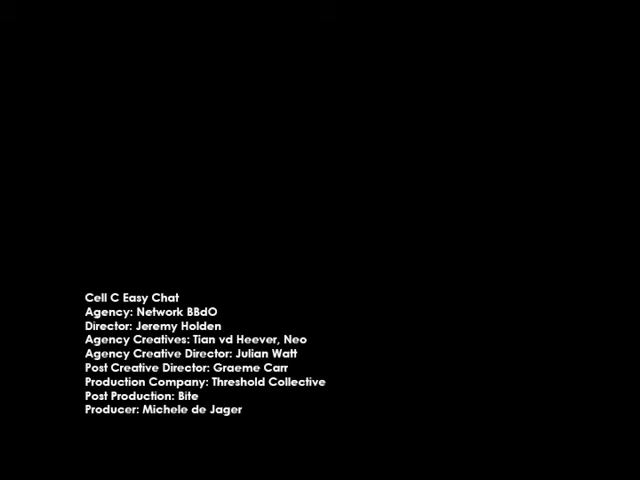 Cell C Easy Chat
Agency: Network BBdO
Director: Jeremy Holden
Agency Creatives: Tian vd Heever, Neo
Agency Creative Director: Julian Watt
Post Creative Director: Graeme Carr
Production Company: Threshold Collective
Post Production: Bite
Producer: Michele de Jager